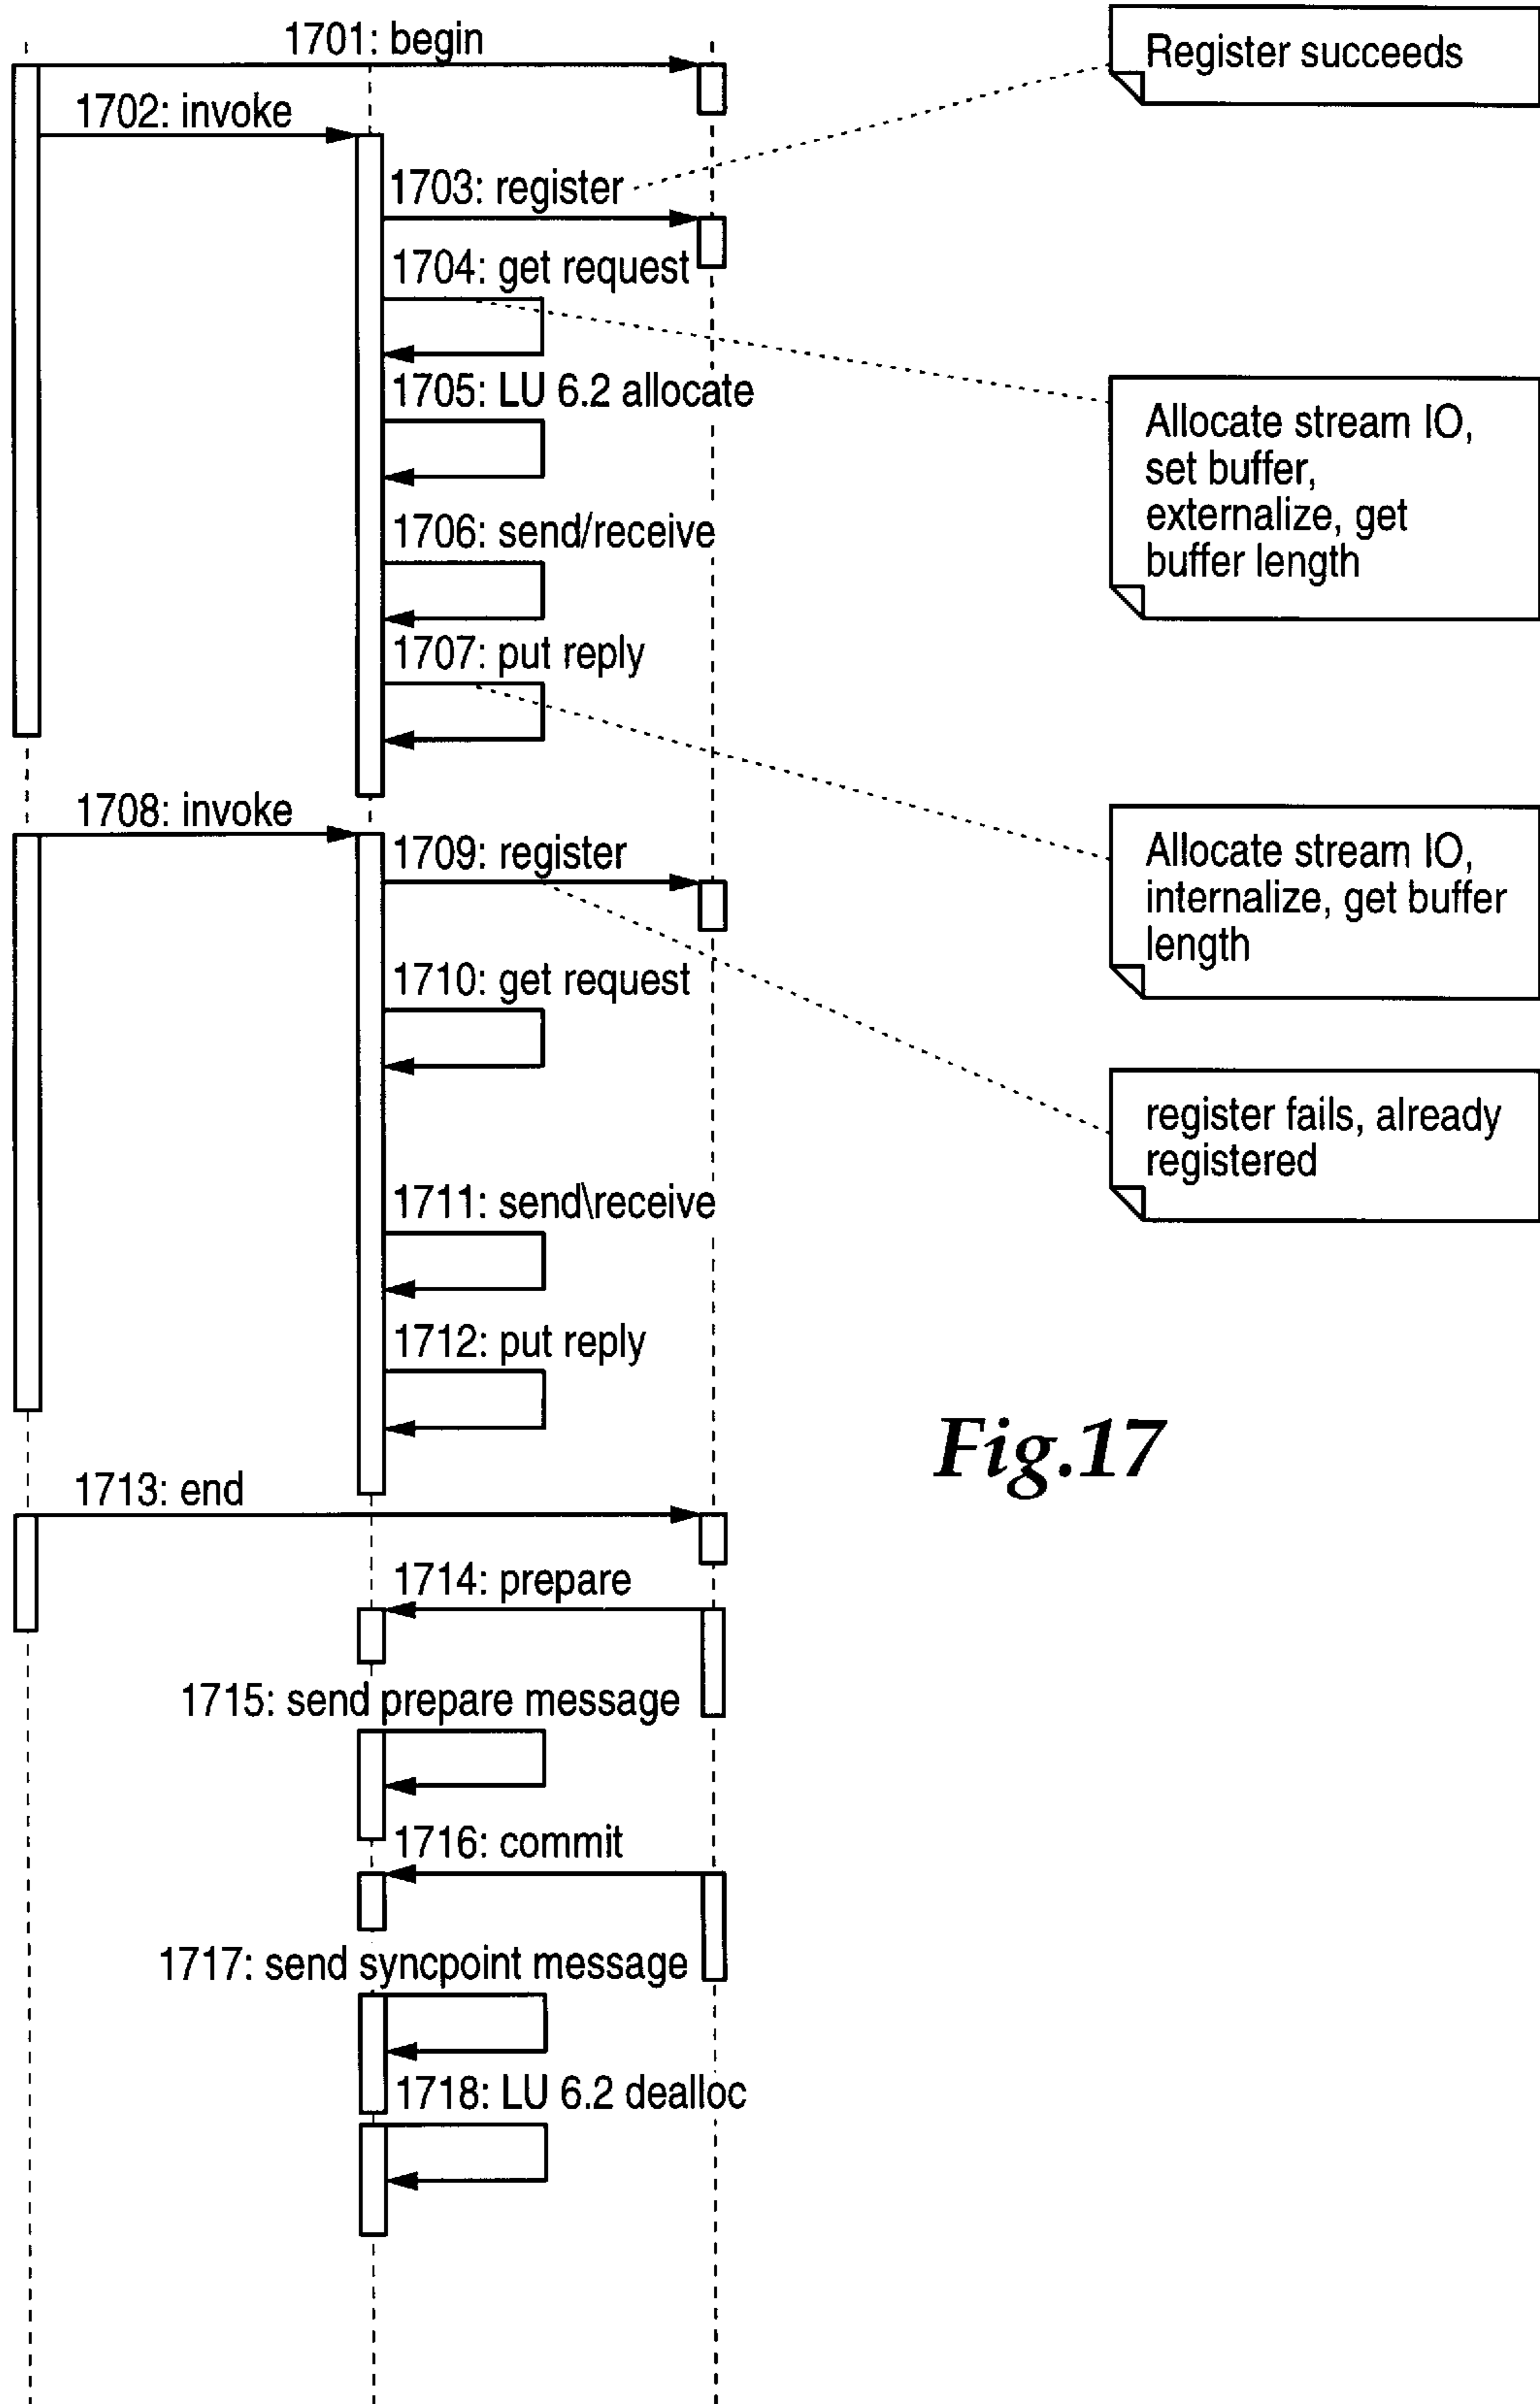 1701: begin
Register succeeds
1702: invoke
1703: register
1704: get request
1705: LU 6.2 allocate
Allocate stream IO,
set buffer,
externalize, get
buffer length
1706: send/receive
1707: put reply
1708: invoke
1709: register
Allocate stream IO,
internalize, get buffer
length
1710: get request
register fails, already
registered
1711: send\receive
1712: put reply
Fig.17
1713: end
1714: prepare
1715: send prepare message
1716: commit
1717: send syncpoint message
1718: LU 6.2 dealloc